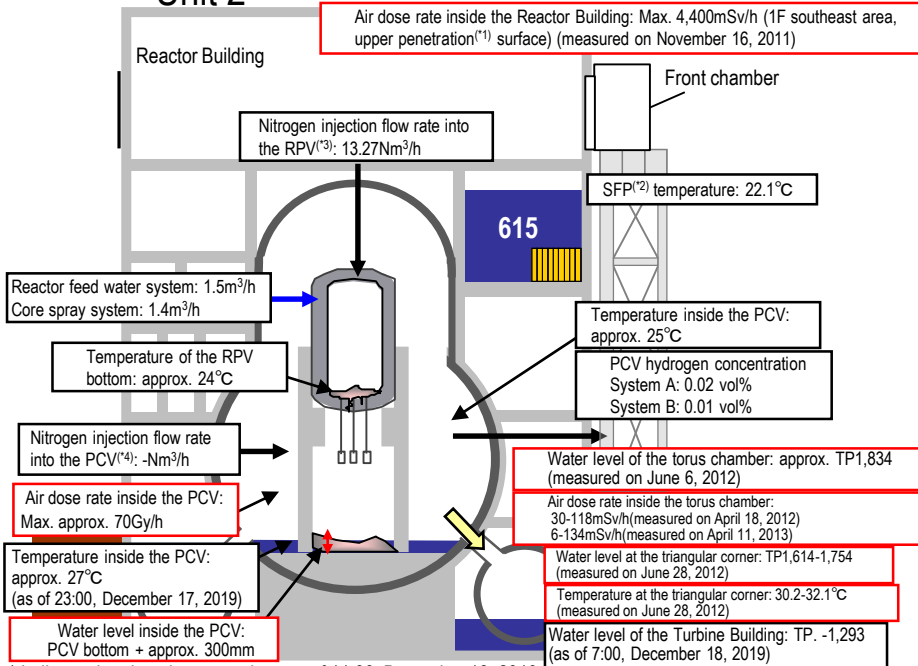 Unit 2
Air dose rate inside the Reactor Building: Max. 4,400mSv/h (1F southeast area,
upper penetration(*1) surface) (measured on November 16, 2011)
Reactor Building
Front chamber
Nitrogen injection flow rate into
the RPV(*3): 13.27Nm3/h
SFP(*2) temperature: 22.1℃
615
Reactor feed water system: 1.5m3/h
Core spray system: 1.4m3/h
Temperature inside the PCV:
approx. 25℃
Temperature of the RPV
bottom: approx. 24℃
PCV hydrogen concentration
System A: 0.02 vol%
System B: 0.01 vol%
Nitrogen injection flow rate
into the PCV(*4): -Nm3/h
Water level of the torus chamber: approx. TP1,834
(measured on June 6, 2012)
Air dose rate inside the PCV:
Max. approx. 70Gy/h
Air dose rate inside the torus chamber:
30-118mSv/h(measured on April 18, 2012)
6-134mSv/h(measured on April 11, 2013)
Temperature inside the PCV:
approx. 27℃
(as of 23:00, December 17, 2019)
Water level at the triangular corner: TP1,614-1,754
(measured on June 28, 2012)
Temperature at the triangular corner: 30.2-32.1℃
(measured on June 28, 2012)
Water level inside the PCV:
PCV bottom + approx. 300mm
Water level of the Turbine Building: TP. -1,293
(as of 7:00, December 18, 2019)